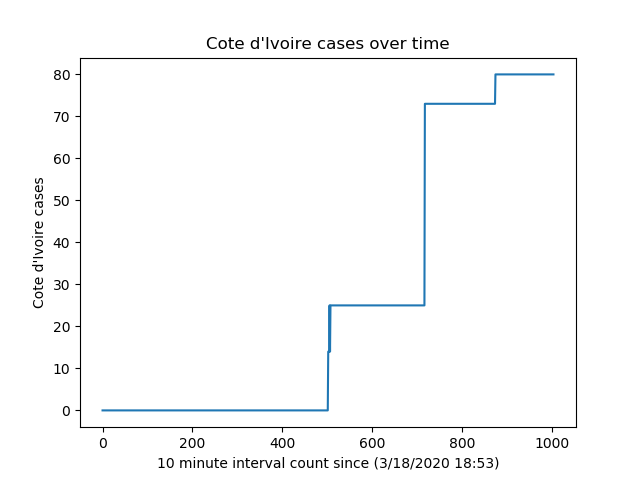 Cote d'Ivoire cases over time
Cote d'Ivoire cases
80
70
60
50
40
30
20
10
0
0 200 400 600 800 1000
10 minute interval count since (3/18/2020 18:53)